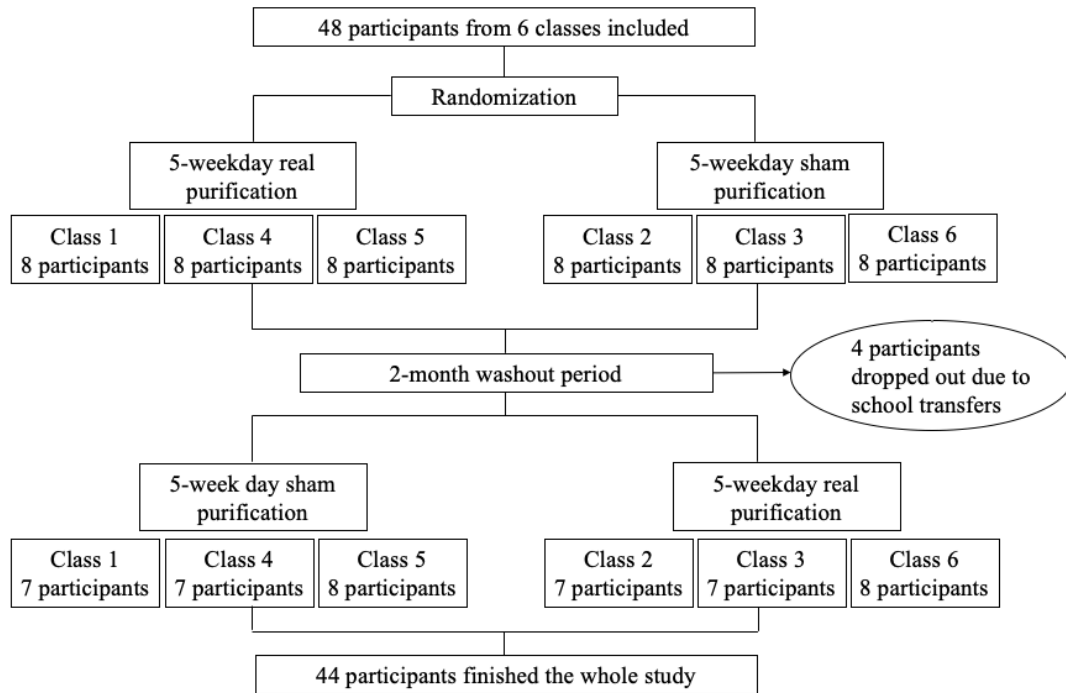 48 participants from 6 classes included
Randomization
5-weekday real
purification
5-weekday sham
purification
Class 1
8 participants
Class 4
8 participants
Class 5
8 participants
Class 2
8 participants
Class 3
8 participants
Class 6
8 participants
2-month washout period
4 participants
dropped out due to
school transfers
5-week day sham
purification
5-weekday real
purification
Class 1
7 participants
Class 4
7 participants
Class 5
8 participants
Class 2
7 participants
Class 3
7 participants
Class 6
8 participants
44 participants finished the whole study